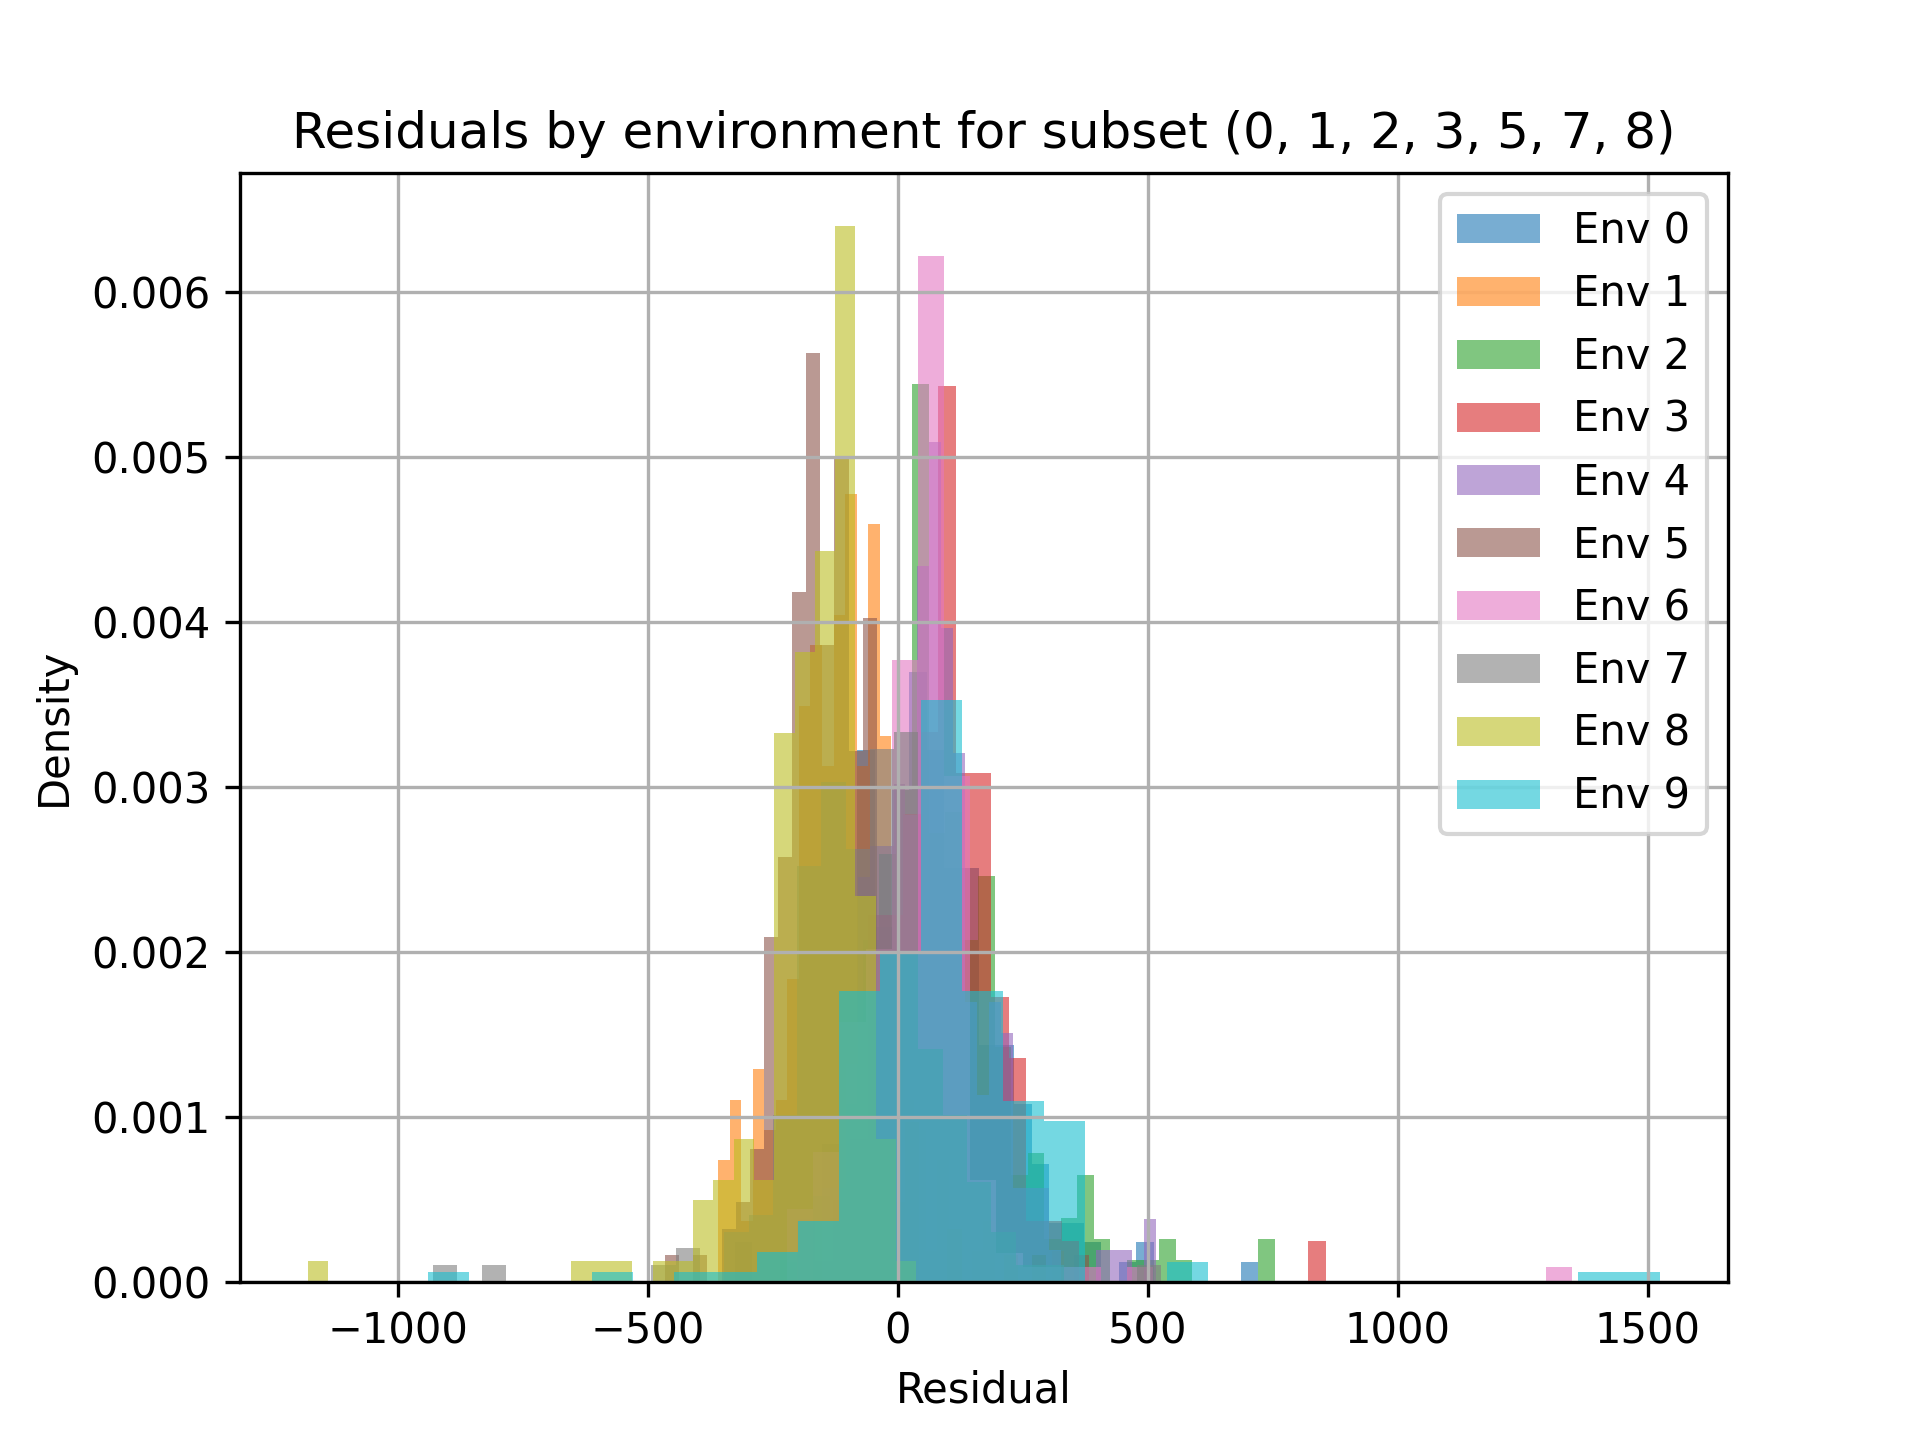 Residuals by environment for subset (0, 1, 2, 3, 5, 7, 8)
Env 0
Env 1
Env 2
Env 3
Env 4
Env 5
Env 6
Env 7
Env 8
Env 9
Density
0.006
0.005
0.004
0.003
0.002
0.001
0.000
−1000 −500 0 500 1000 1500
Residual